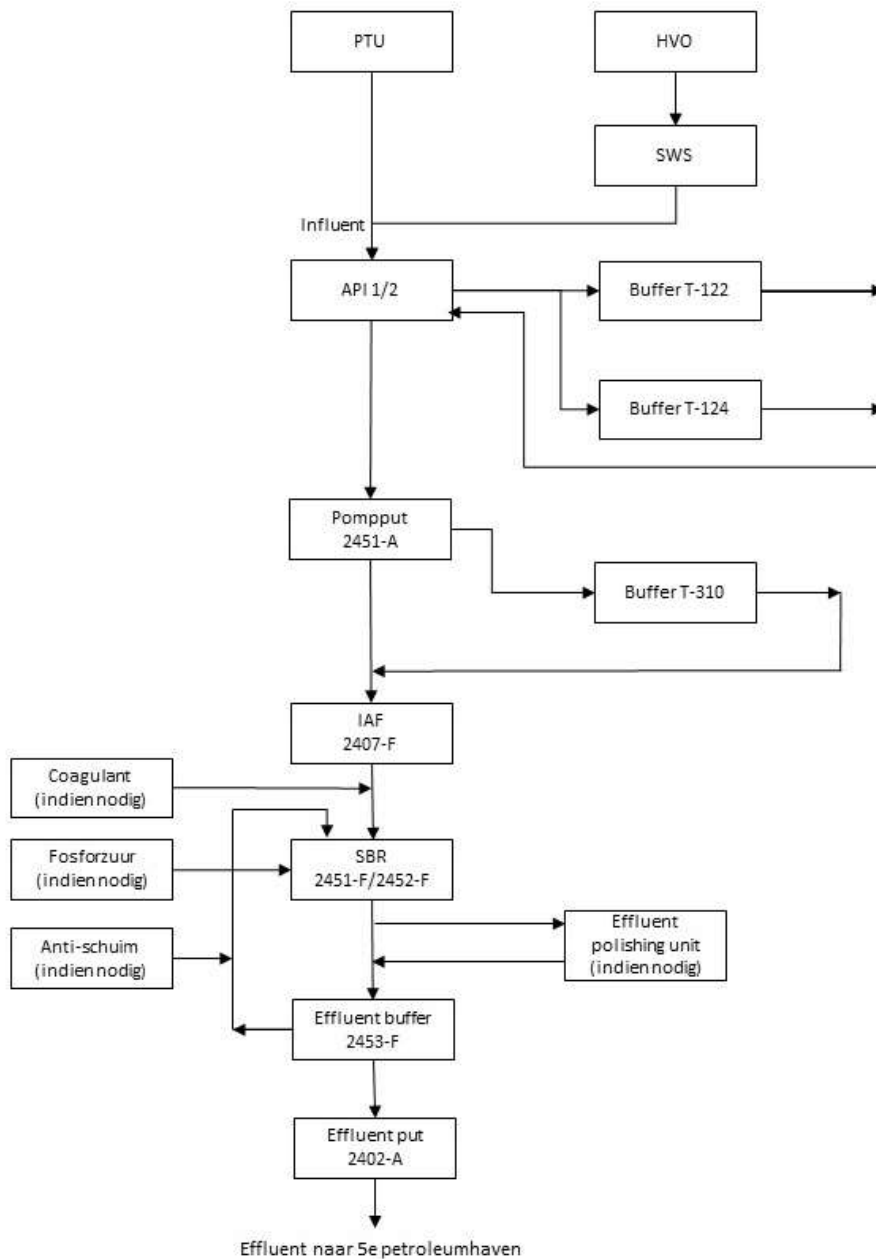 PTU
HVO
SWS
Influent
API 1/2
Buffer T-122
Buffer T-124
Pompput
2451-A
Buffer T-310
IAF
2407-F
Coagulant
(indien nodig)
Fosforzuur
(indien nodig)
SBR
2451-F/2452-F
Effluent
polishing unit
(indien nodig)
Anti-schuim
(indien nodig)
Effluent buffer
2453-F
Effluent put
2402-A
Effluent naar 5e petroleumhaven